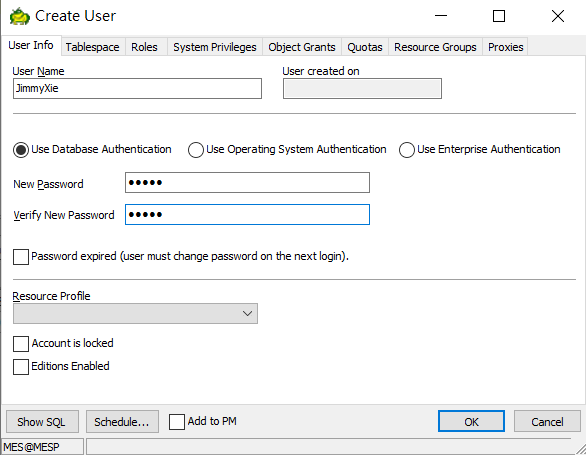 Create User
User Info Tablespace Roles System Privileges Object Grants Quotas Resource Groups Proxies
User Name User created on
JimmyXie
Use Database Authentication Use Operating System Authentication Use Enterprise Authentication
New Password •••••
Verify New Password •••••
Password expired (user must change password on the next login).
Resource Profile
Account is locked
Editions Enabled
Show SQL Schedule... Add to PM OK Cancel
MES@MESP